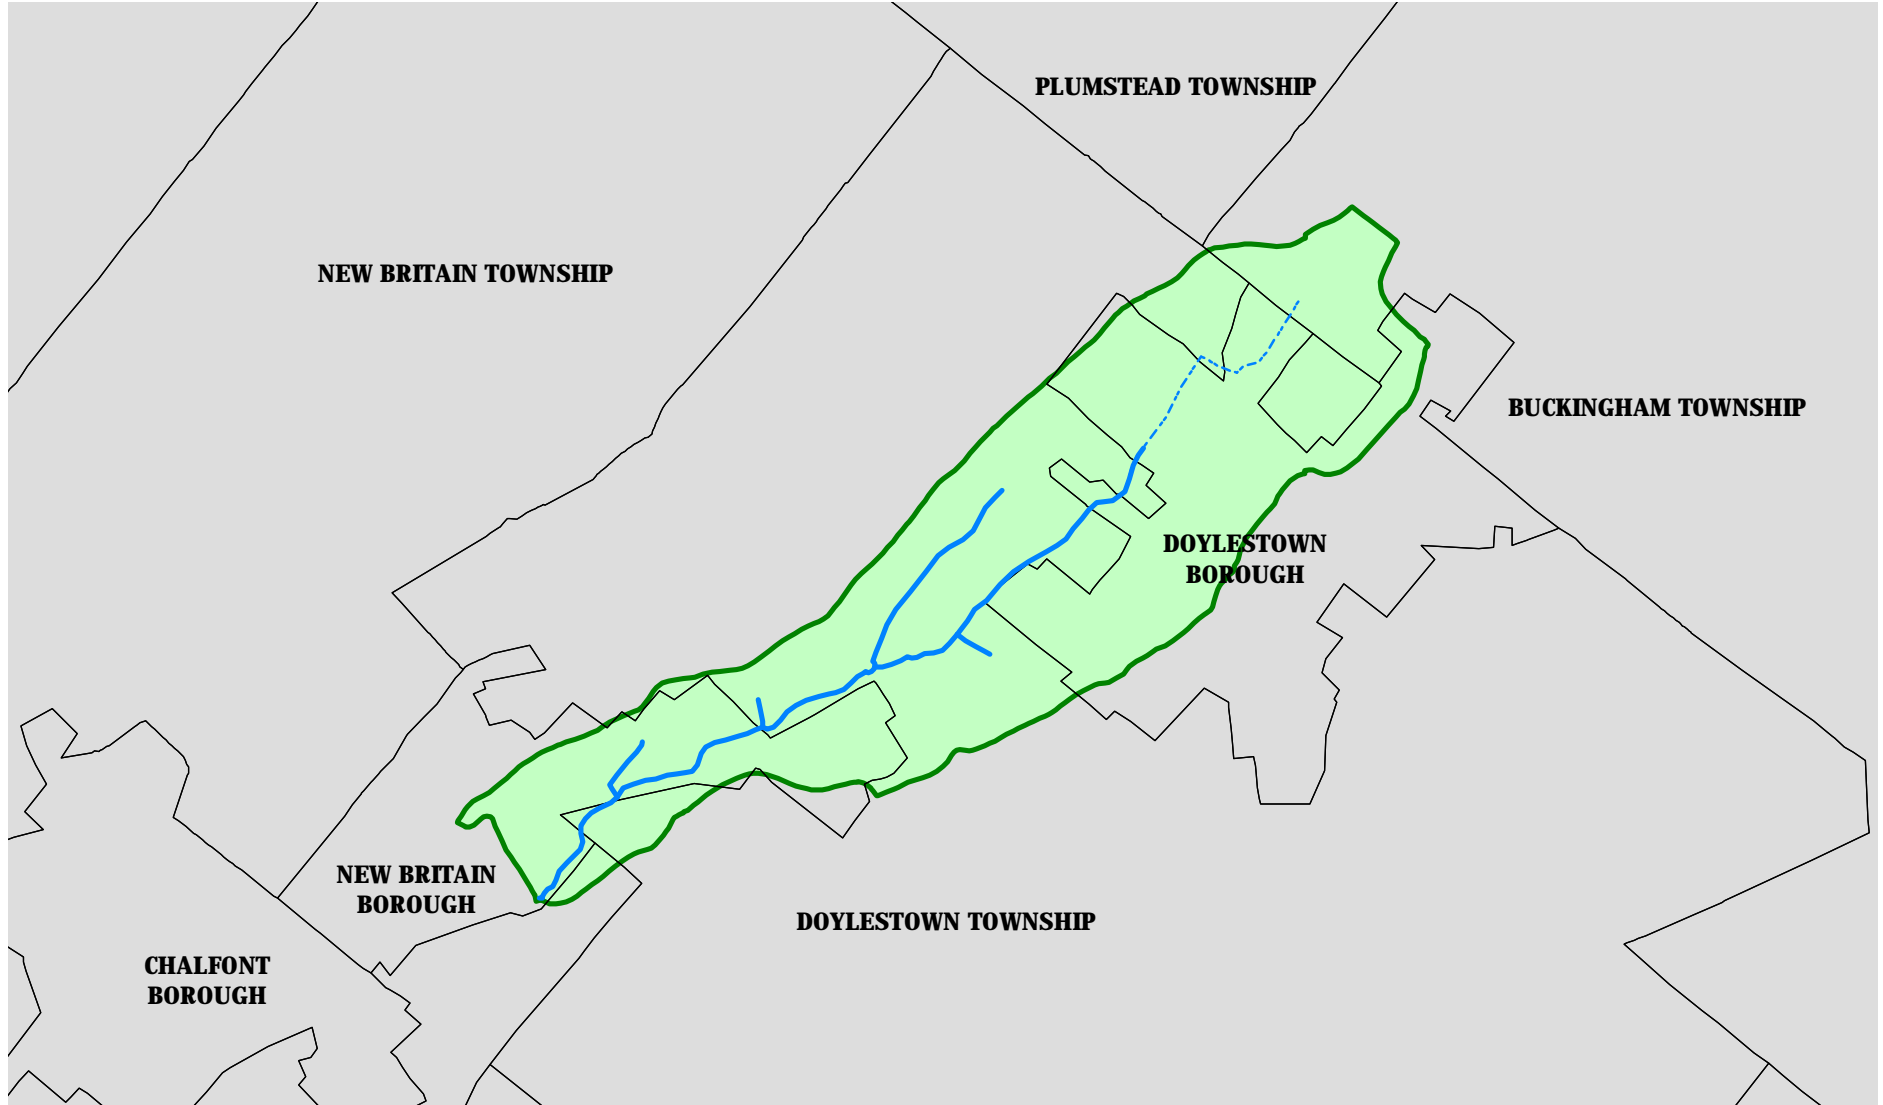 PLUMSTEAD TOWNSHIP
NEW BRITAIN TOWNSHIP
BUCKINGHAM TOWNSHIP
DOYLESTOWN
BOROUGH
NEW BRITAIN
BOROUGH
DOYLESTOWN TOWNSHIP
CHALFONT
BOROUGH